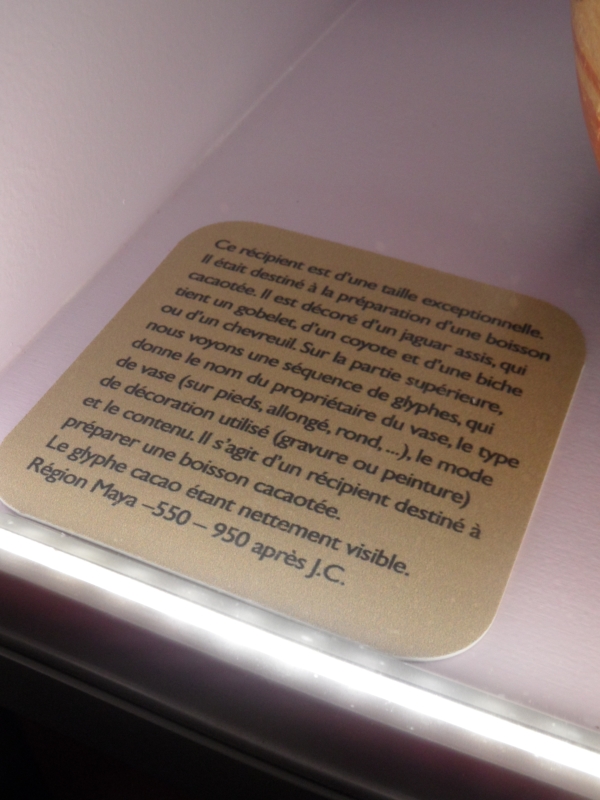 Ce récipient est d'une taille exceptionnelle.
Il était destiné à la préparation d'une boisson
cacaotée. Il est décoré d'un jaguar assis, qui
tient un gobelet, d'un coyote et d'une biche
ou d'un chevreuil. Sur la partie supérieure,
nous voyons une séquence de glyphes, qui
donne le nom du propriétaire du vase, le type
de vase (sur pieds, allongé, rond, ...), le mode
de décoration utilisé (gravure ou peinture)
et le contenu. Il s'agit d'un récipient destiné à
préparer une boisson cacaotée.
Le glyphe cacao étant nettement visible.
Région Maya –550 – 950 après J.C.